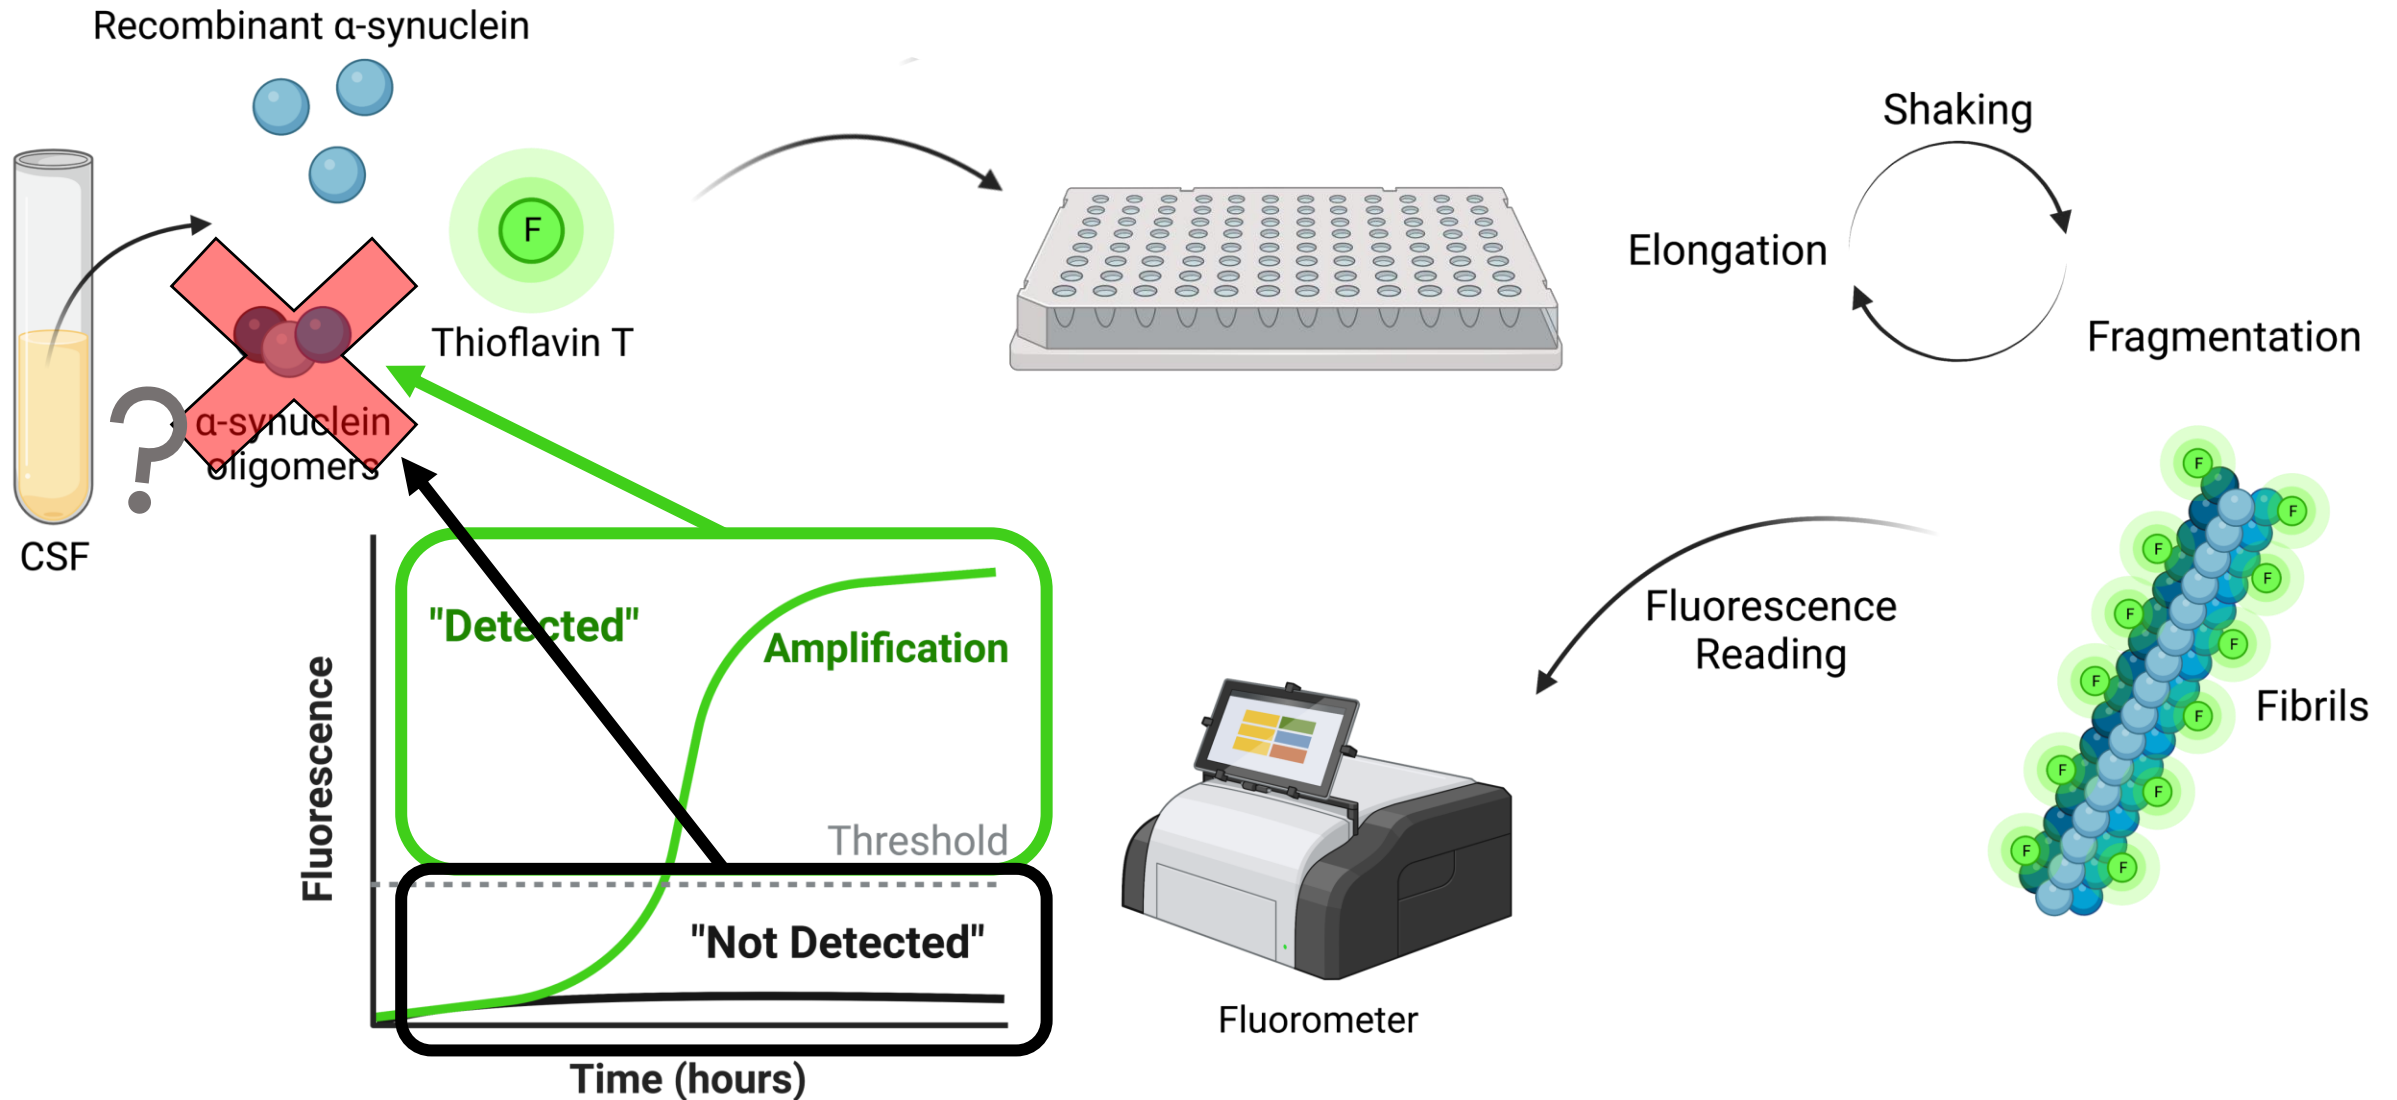 Recombinant α-synuclein
F
Thioflavin T
?
α-synuclein
oligomers
CSF
Shaking
Elongation
Fragmentation
F
F
F
F
F
F
F
F
F
F
F
F
Fibrils
Fluorescence
Reading
Fluorometer
"Detected"
Amplification
Threshold
"Not Detected"
Fluorescence
Time (hours)